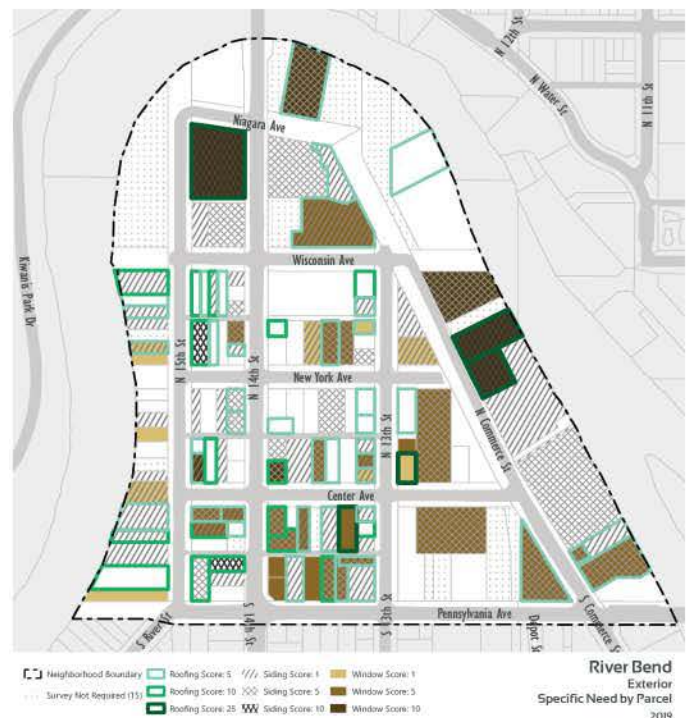 N 12th St
N Water St
N 11th St
Niagara Ave
Kiwanis Park Dr
Wisconsin Ave
N 15th St
N 14th St
New York Ave
N 13th St
N Commerce St
Center Ave
S River St
S 14th St
S 13th St
Pennsylvania Ave
Depot St
S Commerce St
Neighborhood Boundary
Survey Not Required (15)
Roofing Score: 5
Roofing Score: 10
Roofing Score: 25
Siding Score: 1
Siding Score: 5
Siding Score: 10
Window Score: 1
Window Score: 5
Window Score: 10
River Bend
Exterior
Specific Need by Parcel
2019